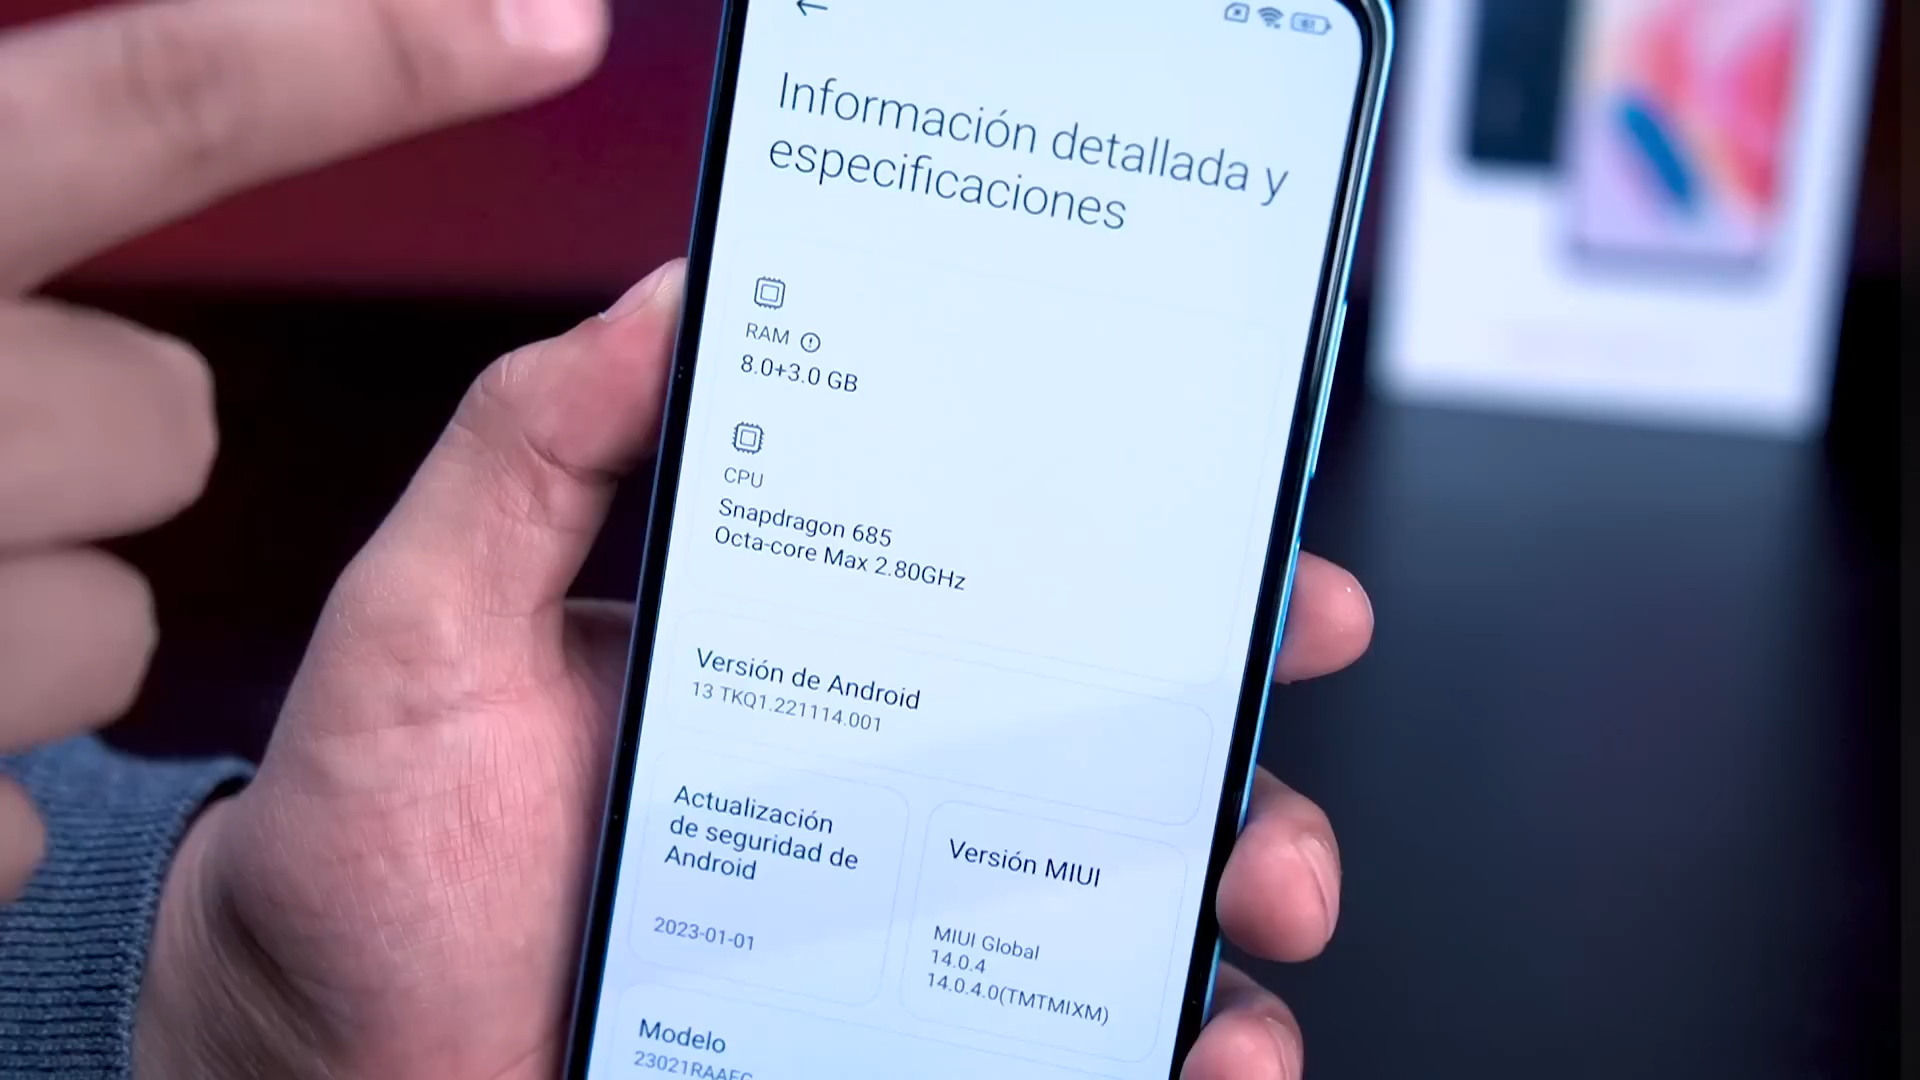 Información detallada y
especificaciones
RAM
8.0+3.0 GB
CPU
Snapdragon 685
Octa-core Max 2.80GHz
Versión de Android
13 TKQ1.221114.001
Actualización
de seguridad de
Android
2023-01-01
Versión MIUI
MIUI Global
14.0.4
14.0.4.0(TMTMIXM)
Modelo